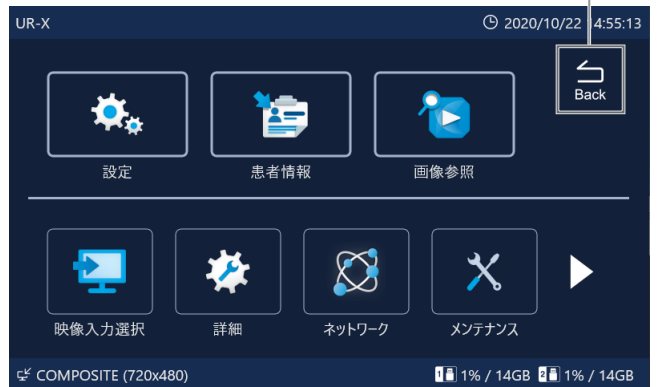 UR-X 2020/10/22 14:55:13
Back
設定 患者情報 画像参照
映像入力選択 詳細 ネットワーク メンテナンス
COMPOSITE (720x480) 1 1% / 14GB 2 1% / 14GB